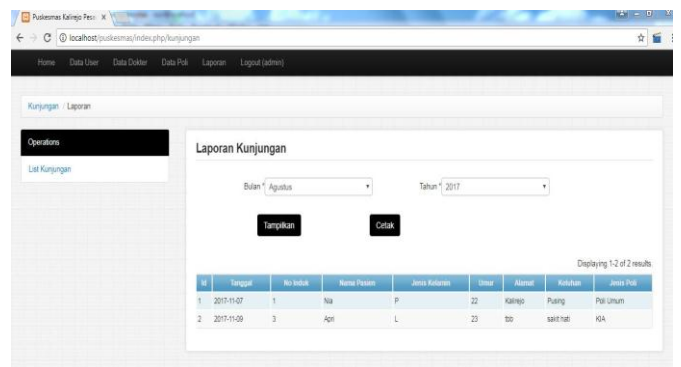 Puskesmas Kalirejo Pesa
localhost/puskesmas/index.php/kunjungan
Home Data User Data Dokter Data Poli Laporan Logout (admin)
Kunjungan / Laporan
Operations
List Kunjungan
Laporan Kunjungan
Bulan * Agustus Tahun * 2017
Tampilkan Cetak
Displaying 1-2 of 2 results.
Id Tanggal No Induk Nama Pasien Jenis Kelamin Umur Alamat Keluhan Jenis Poli
1 2017-11-07 1 Nia P 22 Kalirejo Pusing Poli Umum
2 2017-11-09 3 Apri L 23 sakit hati KIA